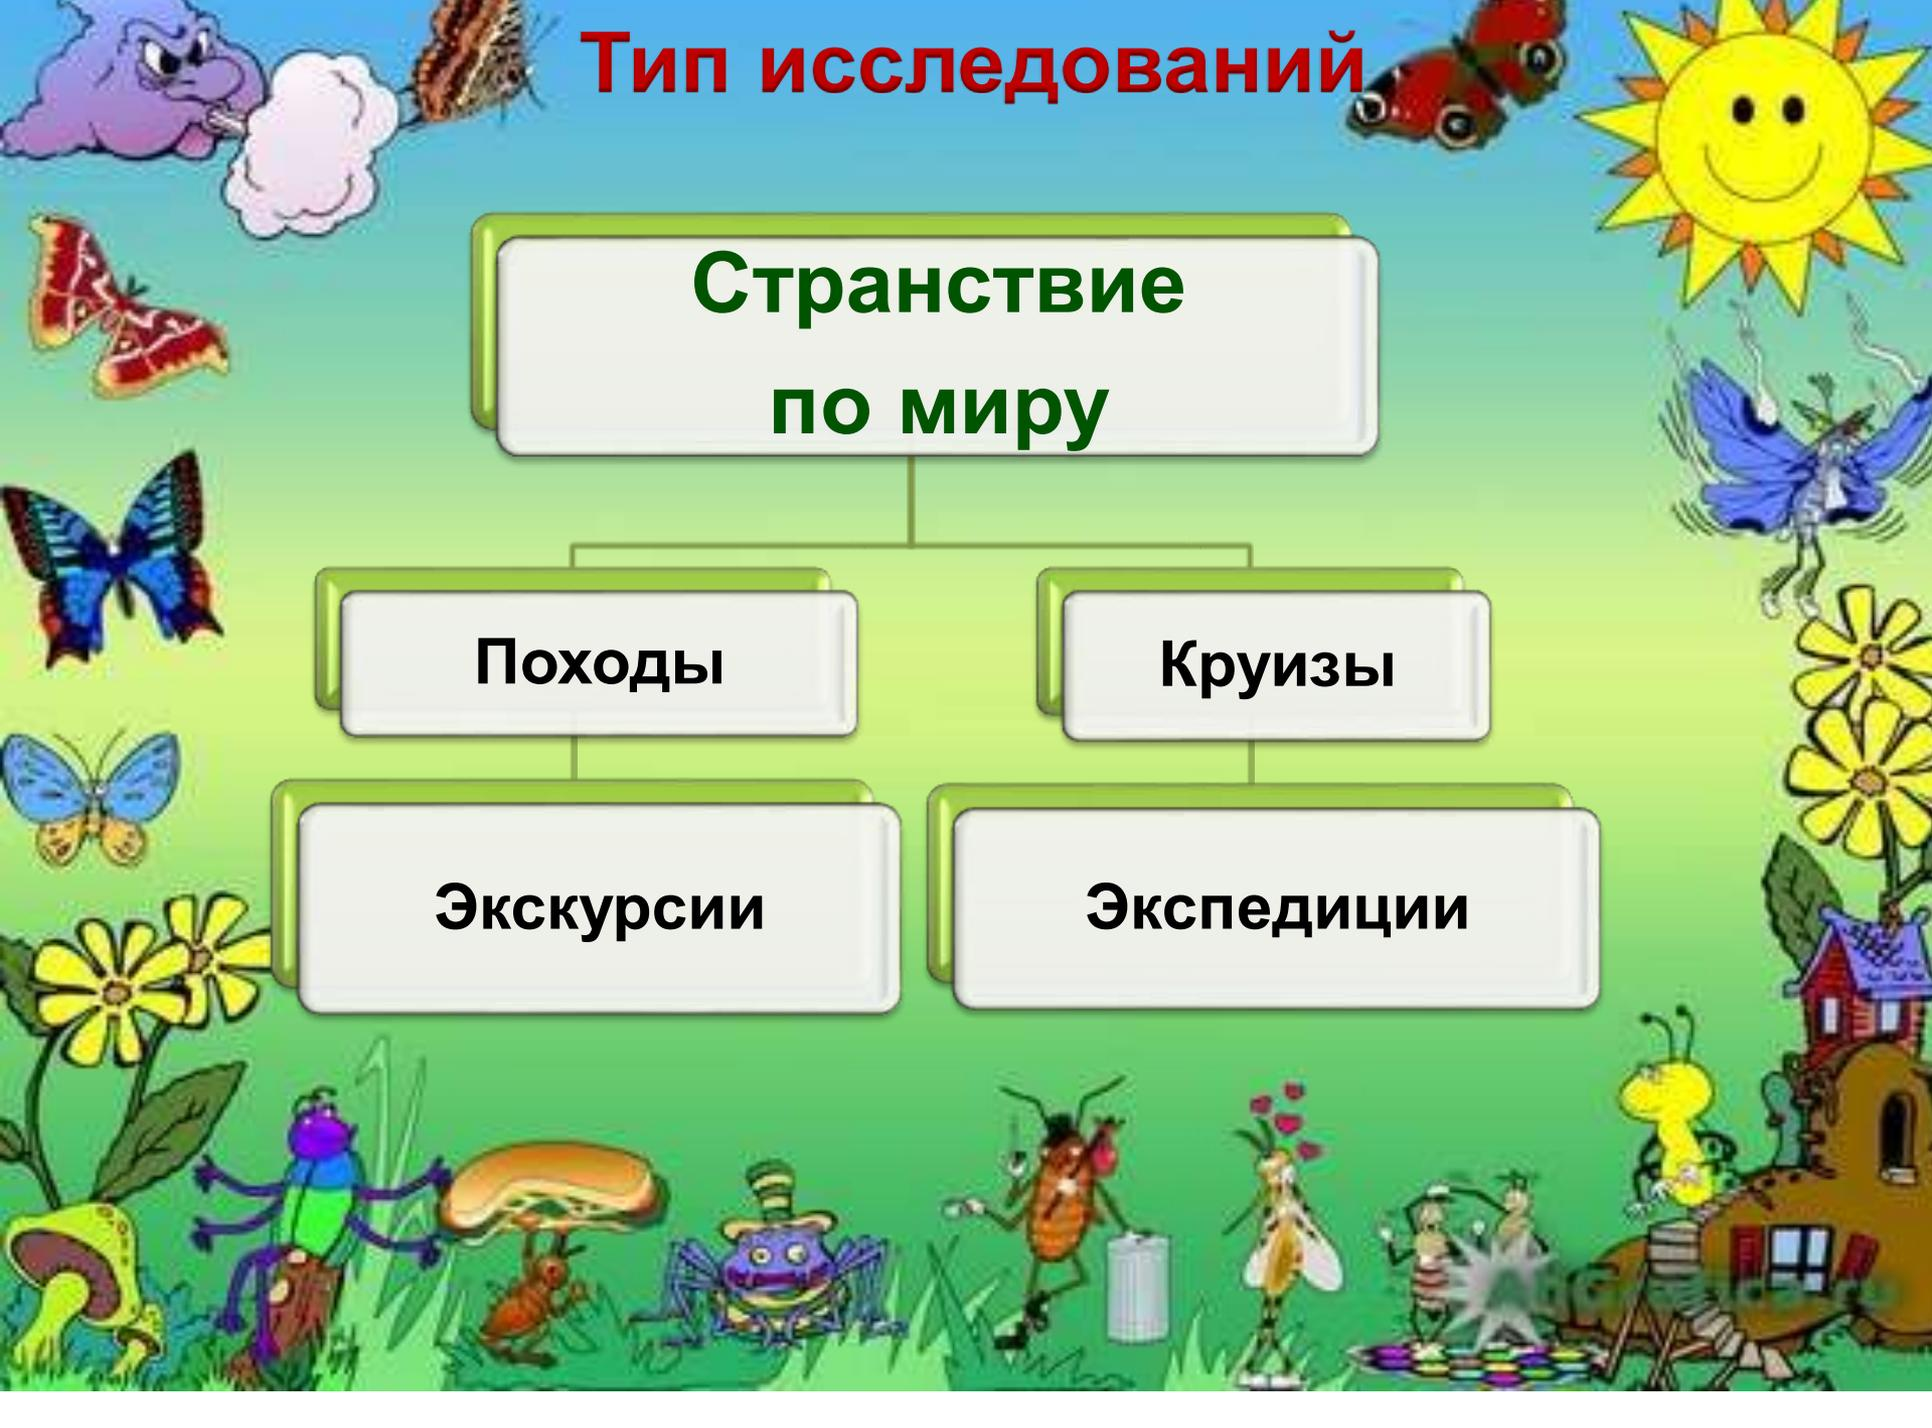 Тип исследований
Странствие
по миру
Походы
Круизы
Экскурсии
Экспедиции